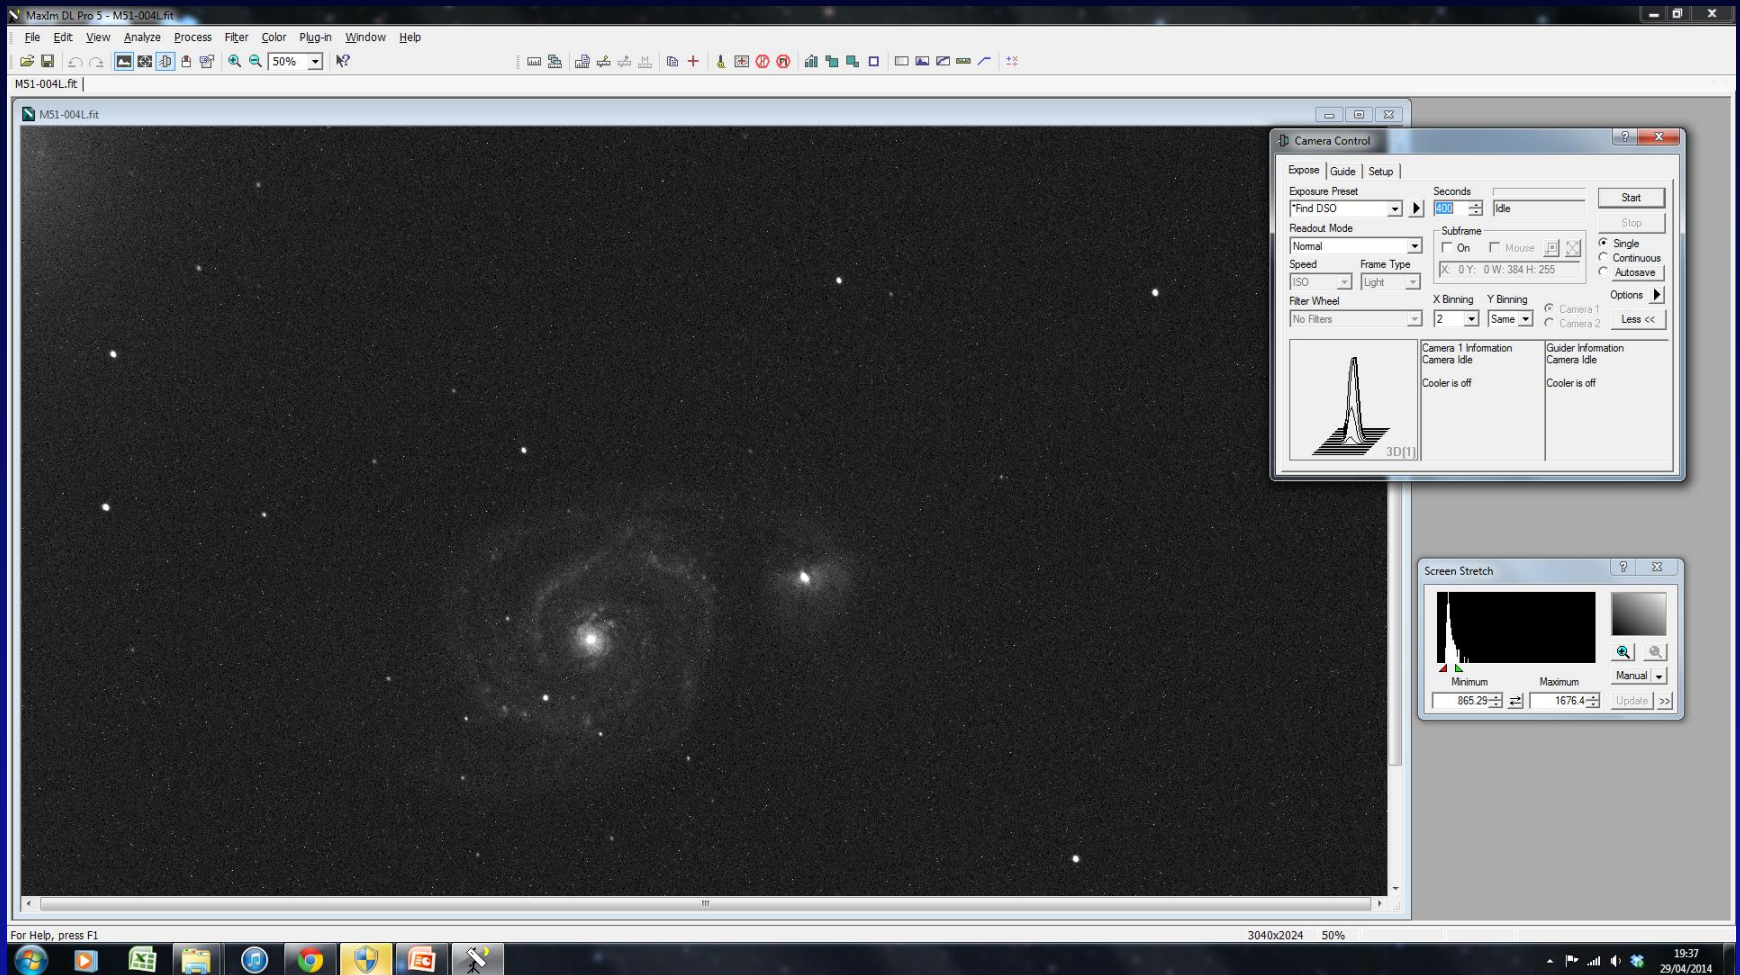 MaxIm DL Pro 5 - M51-004L.fit
File Edit View Analyze Process Filter Color Plug-in Window Help
50%
M51-004L.fit
M51-004L.fit
Camera Control
Expose Guide Setup
Exposure Preset Seconds
*Find DSO 400 Idle Start
Stop
Readout Mode Subframe
Normal On Mouse Single
Continuous
Speed Frame Type X: 0 Y: 0 W: 384 H: 255 Autosave
ISO Light
Filter Wheel X Binning Y Binning Camera 1 Options
No Filters 2 Same Camera 2 Less <<
Camera 1 Information Guider Information
Camera Idle Camera Idle
Cooler is off Cooler is off
3D[1]
Screen Stretch
Minimum Maximum Manual
865.29 1676.4 Update >>
For Help, press F1 3040x2024 50%
19:37
29/04/2014